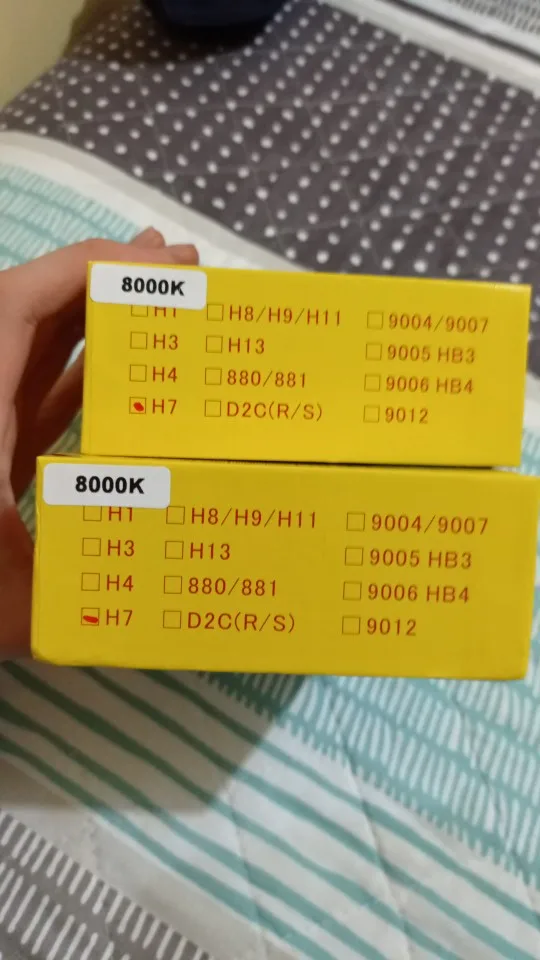 8000K
H1 H8/H9/H11 9004/9007
H3 H13 9005 HB3
H4 880/881 9006 HB4
H7 D2C(R/S) 9012
8000K
H1 H8/H9/H11 9004/9007
H3 H13 9005 HB3
H4 880/881 9006 HB4
H7 D2C(R/S) 9012